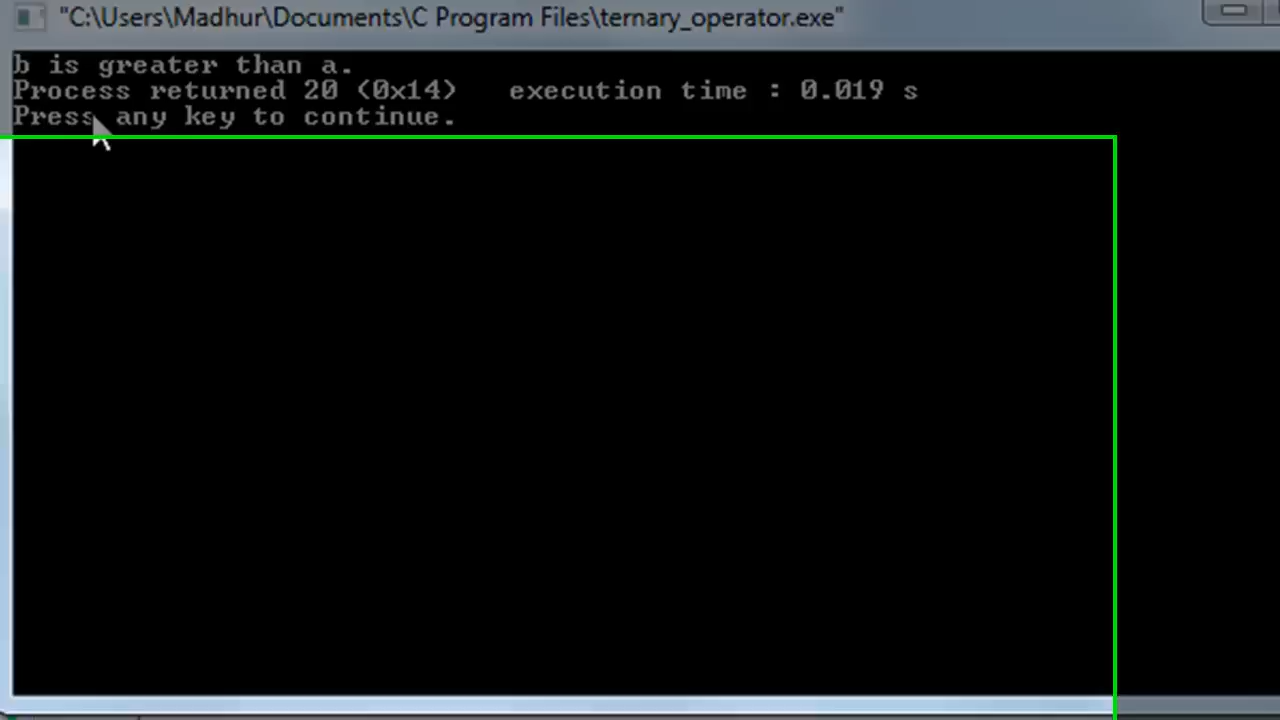 "C:\Users\Madhur\Documents\C Program Files\ternary_operator.exe"
b is greater than a.
Process returned 20 (0x14)   execution time : 0.019 s
Press any key to continue.